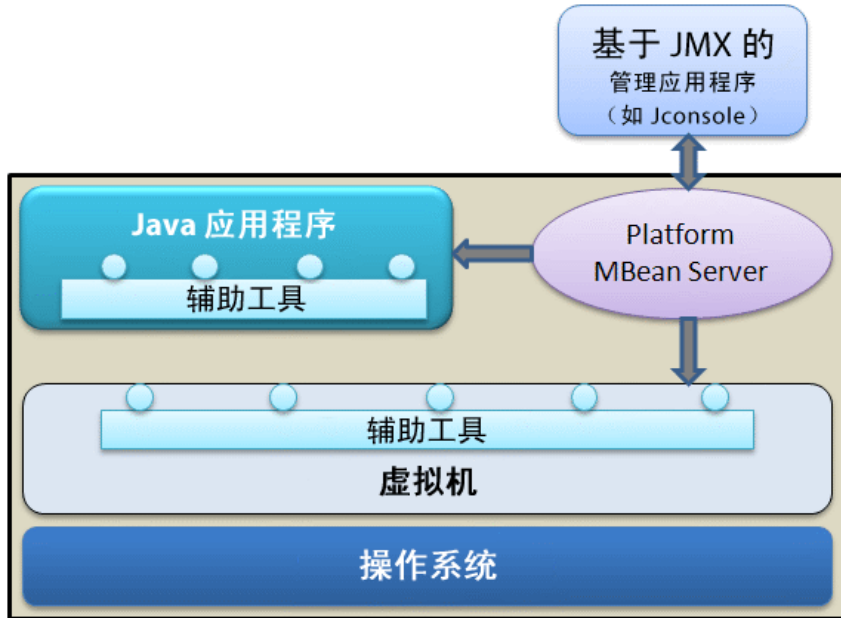 基于 JMX 的
管理应用程序
（如 Jconsole）
Java 应用程序
辅助工具
Platform
MBean Server
辅助工具
虚拟机
操作系统